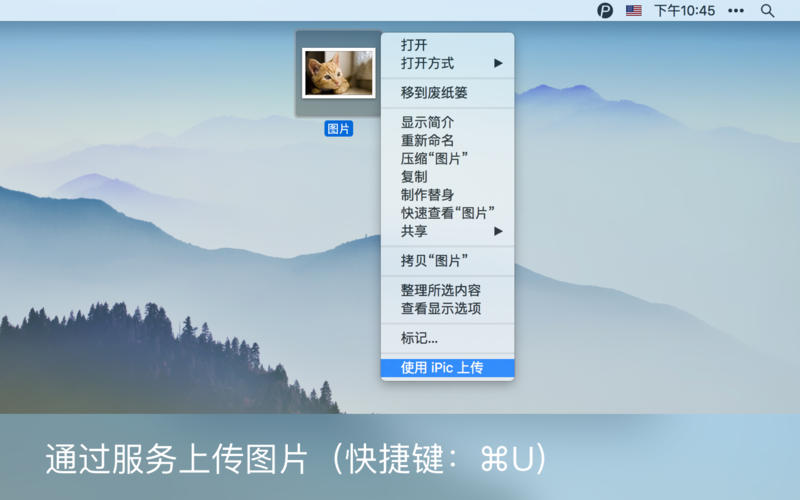 下午10:45
打开
打开方式
移到废纸篓
图片
显示简介
重新命名
压缩“图片”
复制
制作替身
快速查看“图片”
共享
拷贝“图片”
整理所选内容
查看显示选项
标记...
使用 iPic 上传
通过服务上传图片（快捷键：⌘U）